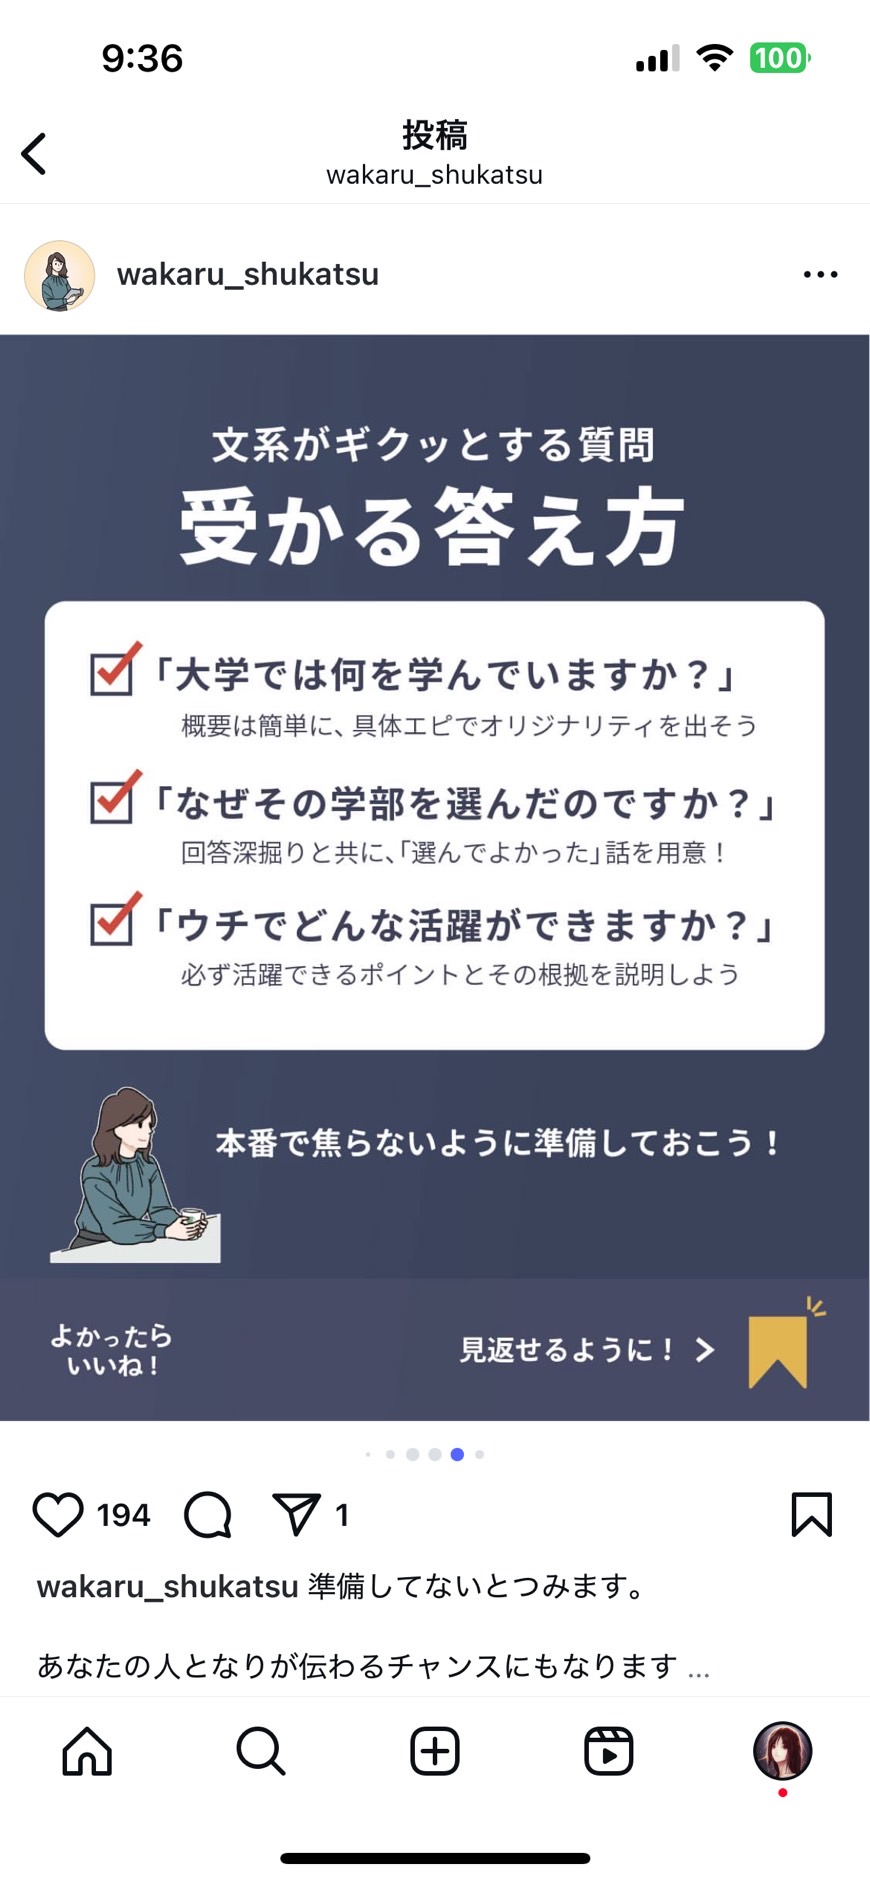 9:36
100
投稿
wakaru_shukatsu
wakaru_shukatsu
文系がギクッとする質問
受かる答え方
「大学では何を学んでいますか？」
概要は簡単に、具体エピでオリジナリティを出そう
「なぜその学部を選んだのですか？」
回答深掘りと共に、「選んでよかった」話を用意！
「ウチでどんな活躍ができますか？」
必ず活躍できるポイントとその根拠を説明しよう
本番で焦らないように準備しておこう！
よかったら
いいね！
見返せるように！
194
1
wakaru_shukatsu 準備してないとつみます。
あなたの人となりが伝わるチャンスにもなります ...